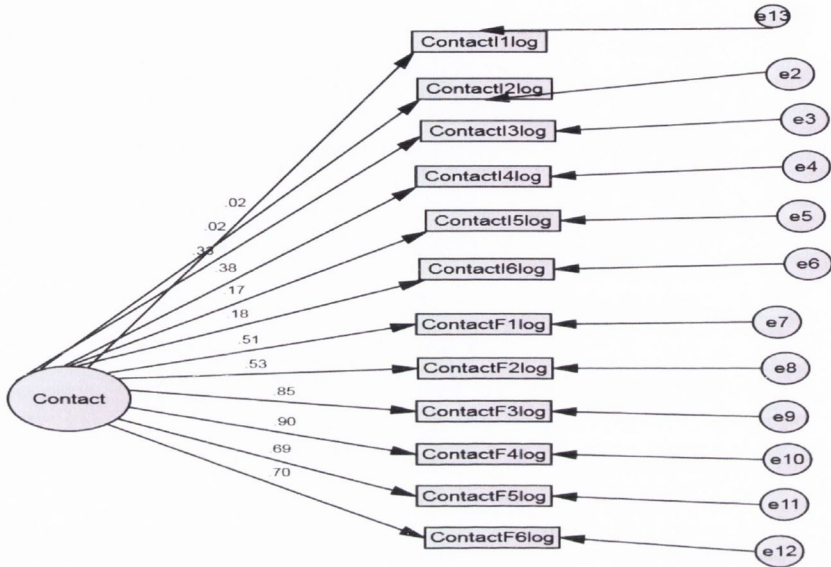 e13
ContactI1log
ContactI2log
e2
ContactI3log
e3
ContactI4log
e4
.02
ContactI5log
e5
.02
.33
ContactI6log
e6
.38
.17
.18
ContactF1log
e7
.51
.53
ContactF2log
e8
Contact
.85
ContactF3log
e9
.90
ContactF4log
e10
.69
.70
ContactF5log
e11
ContactF6log
e12